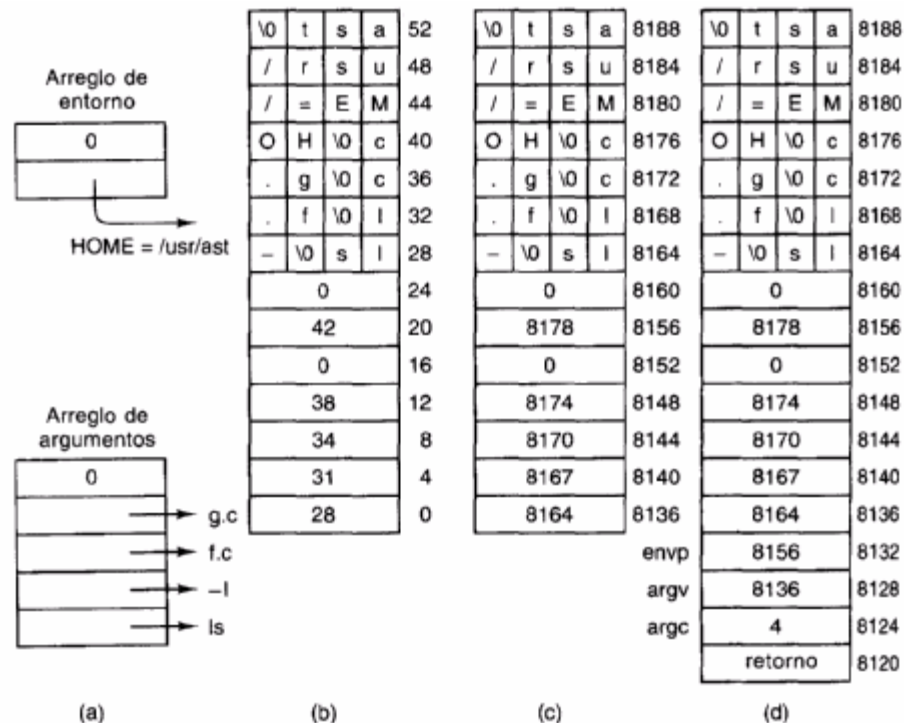 Arreglo de
entorno
0
HOME = /usr/ast
Arreglo de
argumentos
0
g.c
f.c
–l
ls
(a)
\0 t s a 52
/ r s u 48
/ = E M 44
O H \0 c 40
. g \0 c 36
. f \0 l 32
– \0 s l 28
0 24
42 20
0 16
38 12
34 8
31 4
28 0
(b)
\0 t s a 8188
/ r s u 8184
/ = E M 8180
O H \0 c 8176
. g \0 c 8172
. f \0 l 8168
– \0 s l 8164
0 8160
8178 8156
0 8152
8174 8148
8170 8144
8167 8140
8164 8136
(c)
\0 t s a 8188
/ r s u 8184
/ = E M 8180
O H \0 c 8176
. g \0 c 8172
. f \0 l 8168
– \0 s l 8164
0 8160
8178 8156
0 8152
8174 8148
8170 8144
8167 8140
8164 8136
envp 8156 8132
argv 8136 8128
argc 4 8124
retorno 8120
(d)